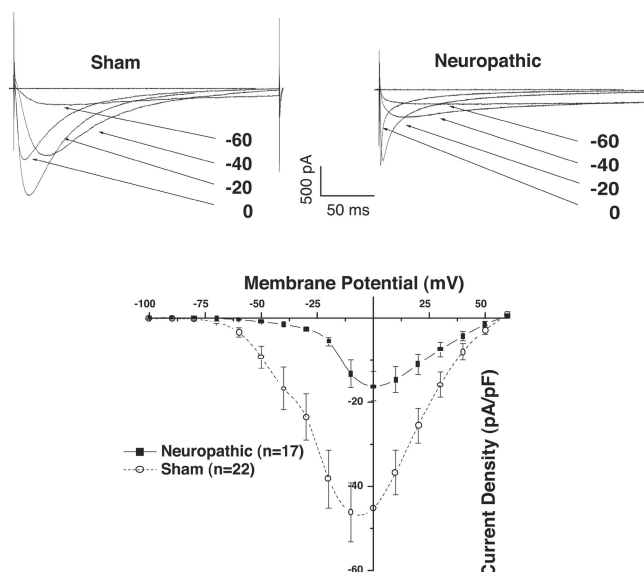 Sham
Neuropathic
-60
-40
-20
0
-60
-40
-20
0
500 pA
50 ms
Membrane Potential (mV)
-100 -75 -50 -25 25 50
-20
-40
-60
Neuropathic (n=17)
Sham (n=22)
Current Density (pA/pF)